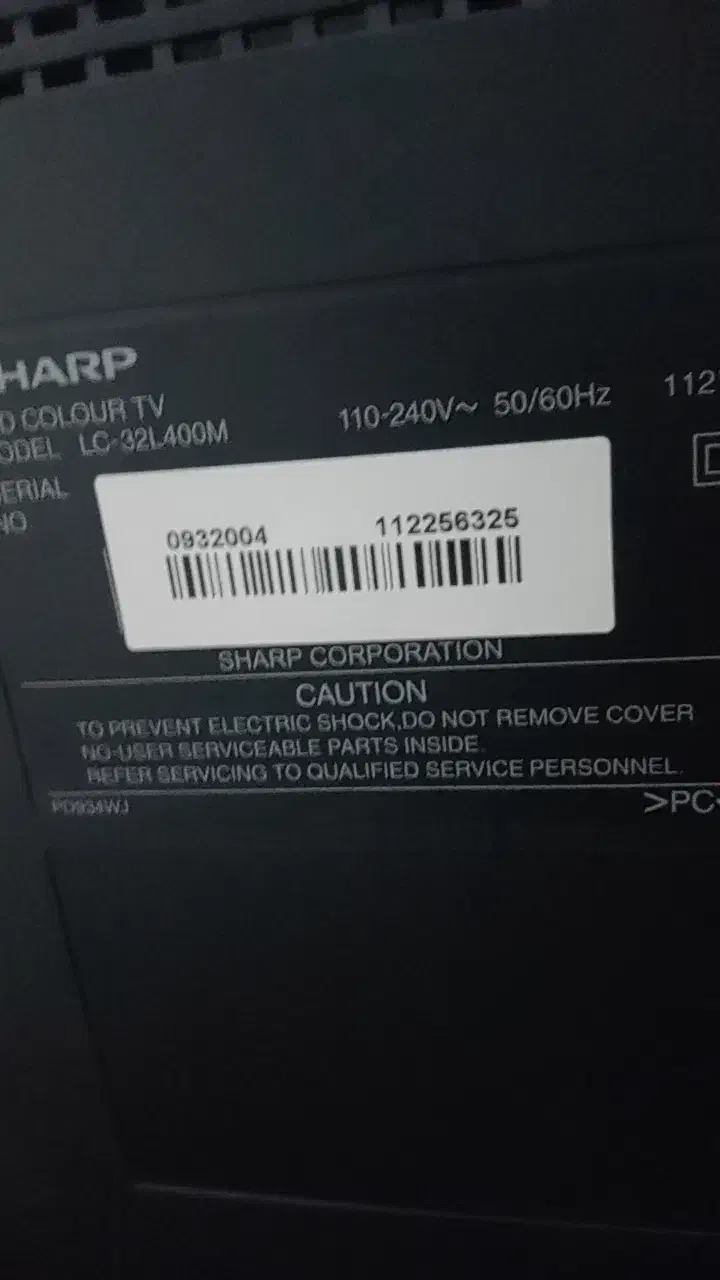 HARP
D COLOUR TV
ODEL LC-32L400M
110-240V~ 50/60Hz
112
ERIAL
NO
0932004 112256325
SHARP CORPORATION
CAUTION
TO PREVENT ELECTRIC SHOCK,DO NOT REMOVE COVER
NO-USER SERVICEABLE PARTS INSIDE.
REFER SERVICING TO QUALIFIED SERVICE PERSONNEL.
PD934WJ
>PC